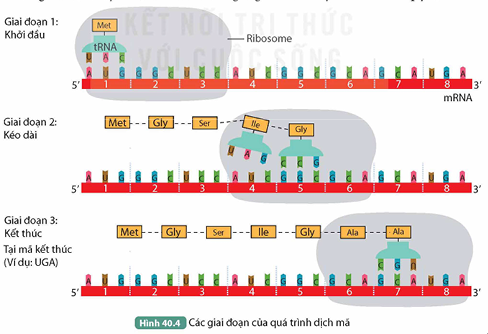 Giai đoạn 1:
Khởi đầu
KẾT NỐI TRI THỨC
VỚI CUỘC SỐNG
Met
tRNA
Ribosome
U A C
A U G G G C U C C A U C G G C
5' 1 2 3 4 5 6 7 8 3'
mRNA
Giai đoạn 2:
Kéo dài
Met Gly Ser Ile Gly
U A G C C G
A U G G G C U C C A U C G G C
5' 1 2 3 4 5 6 7 8 3'
Giai đoạn 3:
Kết thúc
Tại mã kết thúc
(Ví dụ: UGA)
Met Gly Ser Ile Gly Ala Ala
A U G G G C U C C A U C G G C
5' 1 2 3 4 5 6 7 8 3'
Hình 40.4 Các giai đoạn của quá trình dịch mã